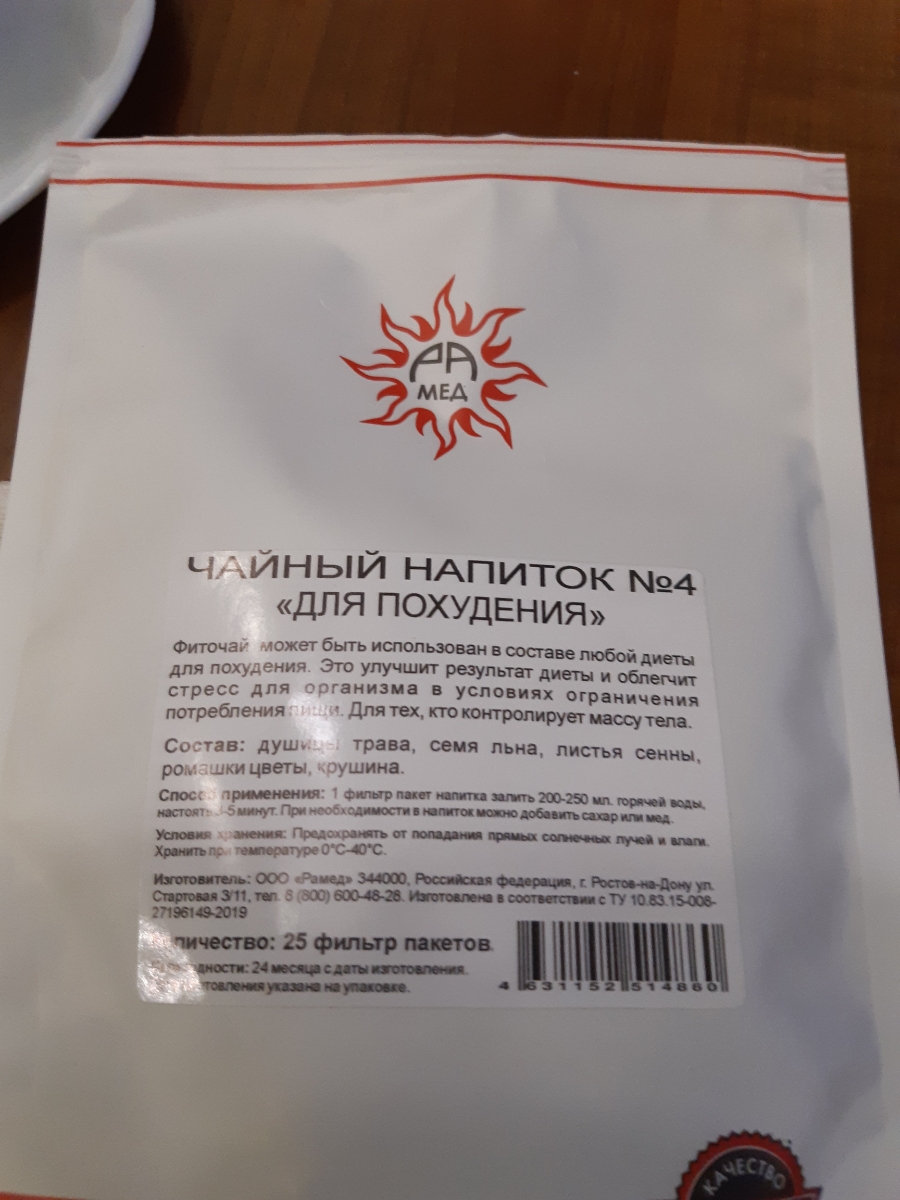 РА
МЕД
ЧАЙНЫЙ НАПИТОК №4
«ДЛЯ ПОХУДЕНИЯ»
Фиточай может быть использован в составе любой диеты
для похудения. Это улучшит результат диеты и облегчит
стресс для организма в условиях ограничения
потребления пищи. Для тех, кто контролирует массу тела.
Состав: душицы трава, семя льна, листья сенны,
ромашки цветы, крушина.
Способ применения: 1 фильтр пакет напитка залить 200-250 мл. горячей воды,
настоять -5 минут. При необходимости в напиток можно добавить сахар или мед.
Условия хранения: Предохранять от попадания прямых солнечных лучей и влаги.
Хранить при температуре 0°С-40°С.
Изготовитель: ООО «Рамед» 344000, Российская федерация, г. Ростов-на-Дону ул.
Стартовая 3/11, тел. 8 (800) 600-48-28. Изготовлена в соответствии с ТУ 10.83.15-008-
27196149-2019
Количество: 25 фильтр пакетов.
годности: 24 месяца с даты изготовления.
изготовления указана на упаковке.
4 631152 514860
КАЧЕСТВО